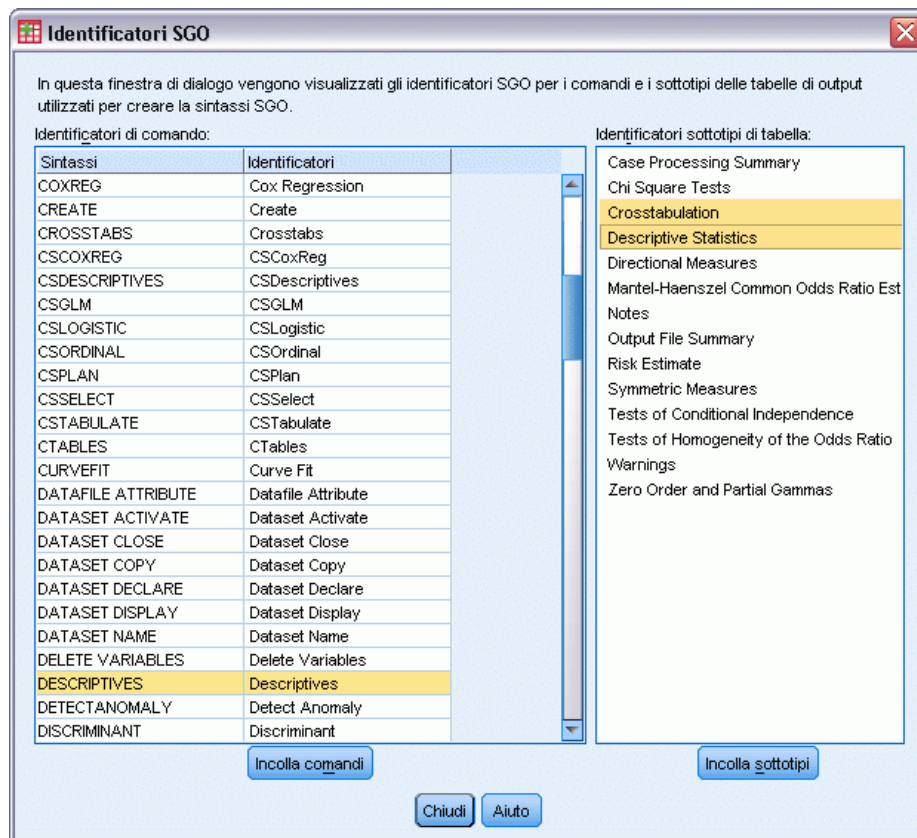 Identificatori SGO
In questa finestra di dialogo vengono visualizzati gli identificatori SGO per i comandi e i sottotipi delle tabelle di output
utilizzati per creare la sintassi SGO.
Identificatori di comando:
Sintassi Identificatori
COXREG Cox Regression
CREATE Create
CROSSTABS Crosstabs
CSCOXREG CSCoxReg
CSDESCRIPTIVES CSDescriptives
CSGLM CSGLM
CSLOGISTIC CSLogistic
CSORDINAL CSOrdinal
CSPLAN CSPlan
CSSELECT CSSelect
CSTABULATE CSTabulate
CTABLES CTables
CURVEFIT Curve Fit
DATAFILE ATTRIBUTE Datafile Attribute
DATASET ACTIVATE Dataset Activate
DATASET CLOSE Dataset Close
DATASET COPY Dataset Copy
DATASET DECLARE Dataset Declare
DATASET DISPLAY Dataset Display
DATASET NAME Dataset Name
DELETE VARIABLES Delete Variables
DESCRIPTIVES Descriptives
DETECTANOMALY Detect Anomaly
DISCRIMINANT Discriminant
Incolla comandi
Identificatori sottotipi di tabella:
Case Processing Summary
Chi Square Tests
Crosstabulation
Descriptive Statistics
Directional Measures
Mantel-Haenszel Common Odds Ratio Est
Notes
Output File Summary
Risk Estimate
Symmetric Measures
Tests of Conditional Independence
Tests of Homogeneity of the Odds Ratio
Warnings
Zero Order and Partial Gammas
Incolla sottotipi
Chiudi
Aiuto